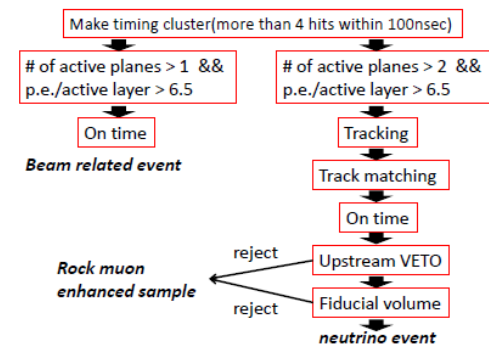 Make timing cluster(more than 4 hits within 100nsec)
# of active planes > 1 &&
p.e./active layer > 6.5
On time
Beam related event
# of active planes > 2 &&
p.e./active layer > 6.5
Tracking
Track matching
On time
Upstream VETO
Fiducial volume
neutrino event
reject
reject
Rock muon
enhanced sample